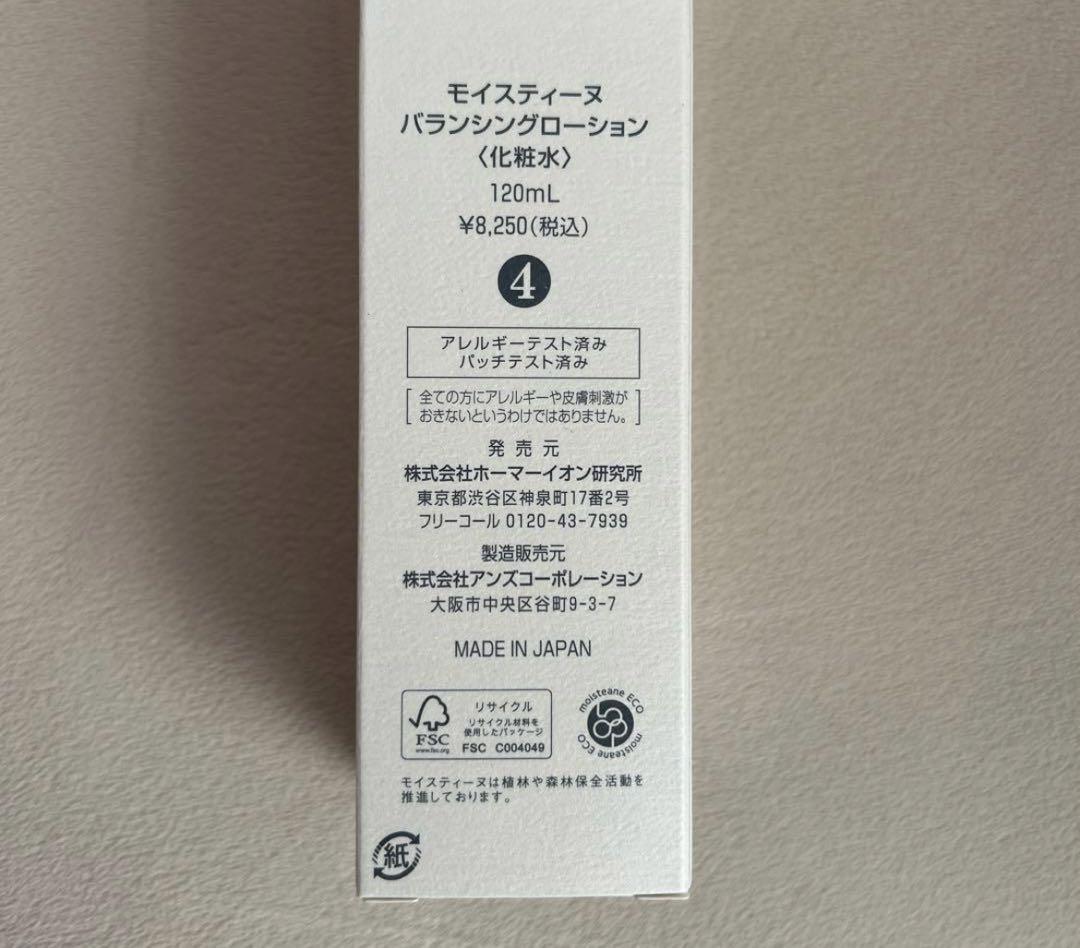 モイスティーヌ
バランシングローション
〈化粧水〉
120mL
¥8,250(税込)
4
アレルギーテスト済み
パッチテスト済み
[全ての方にアレルギーや皮膚刺激が
おきないというわけではありません。]
発売元
株式会社ホーマーイオン研究所
東京都渋谷区神泉町17番2号
フリーコール 0120-43-7939
製造販売元
株式会社アンズコーポレーション
大阪市中央区谷町9-3-7
MADE IN JAPAN
FSC
www.fsc.org
リサイクル
リサイクル材料を
使用したパッケージ
FSC C004049
moisteane ECO
moisteane ECO
モイスティーヌは植林や森林保全活動を
推進しております。
紙